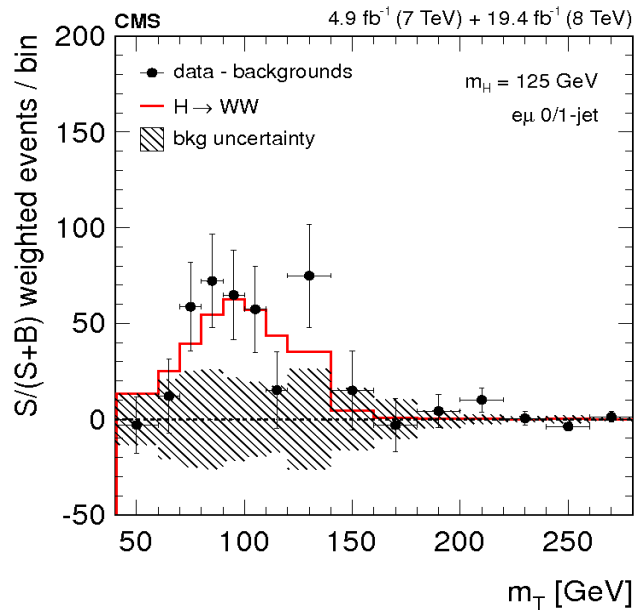 CMS 4.9 fb⁻¹ (7 TeV) + 19.4 fb⁻¹ (8 TeV)
data - backgrounds
H → WW
bkg uncertainty
m_H = 125 GeV
eμ 0/1-jet
S/(S+B) weighted events / bin
200
150
100
50
0
-50
50 100 150 200 250
m_T [GeV]